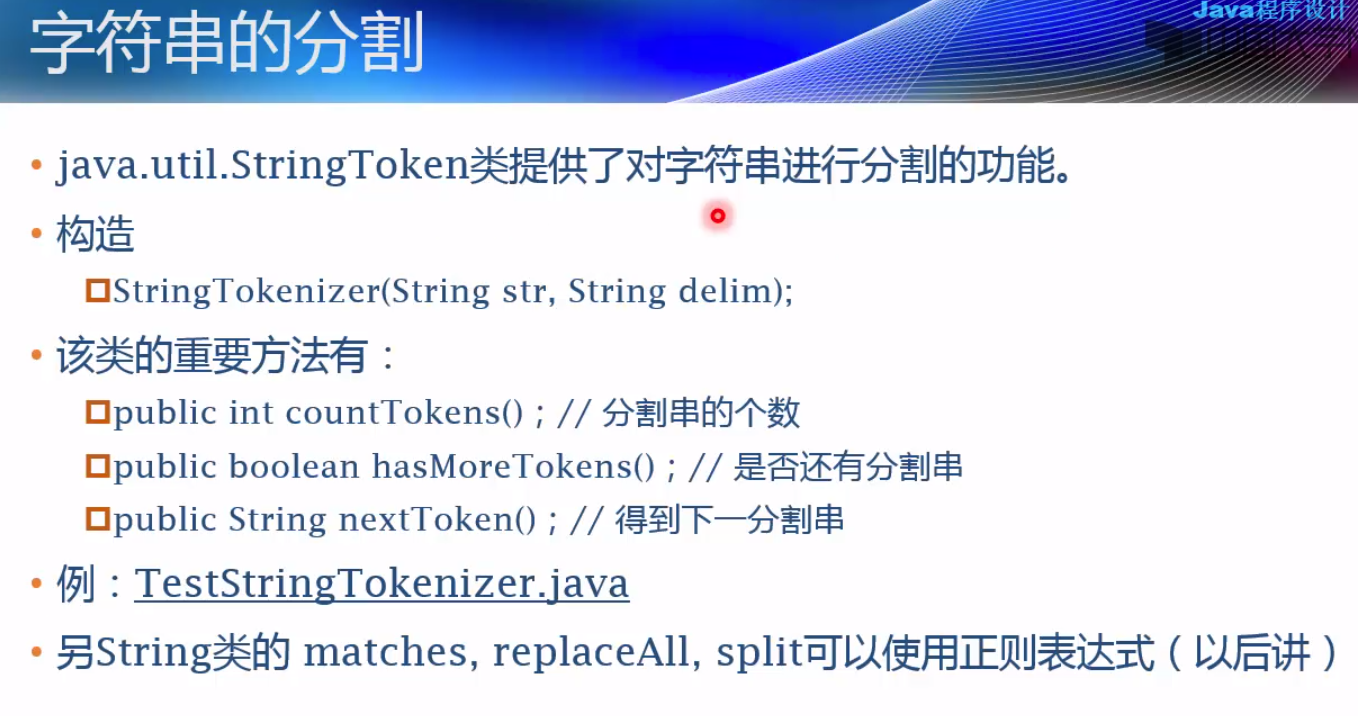 Java程序设计
字符串的分割
• java.util.StringToken类提供了对字符串进行分割的功能。
• 构造
StringTokenizer(String str, String delim);
• 该类的重要方法有：
public int countTokens()；// 分割串的个数
public boolean hasMoreTokens()；// 是否还有分割串
public String nextToken()；// 得到下一分割串
• 例：TestStringTokenizer.java
• 另String类的 matches, replaceAll, split可以使用正则表达式（以后讲）